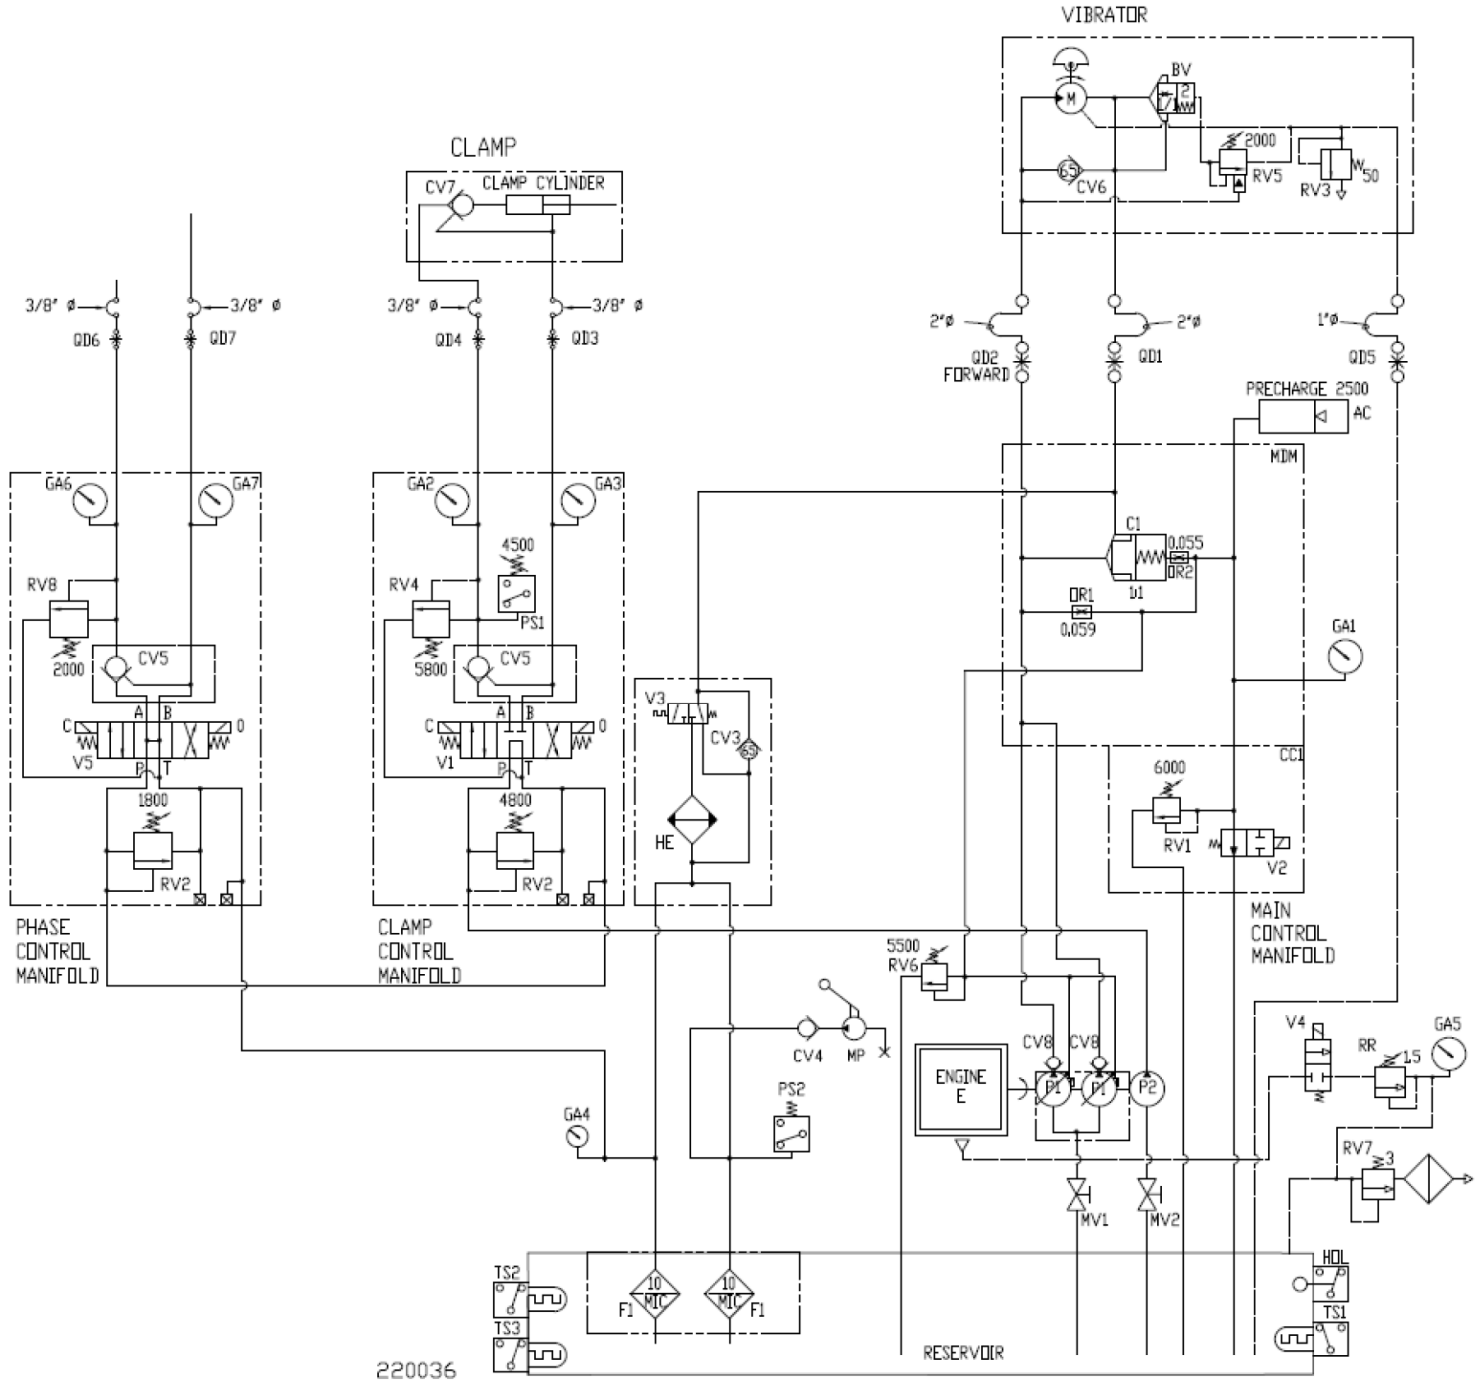 VIBRATOR
M
BV
2
1
2000
RV5
RV3
50
65
CV6
CLAMP
CV7
CLAMP CYLINDER
3/8" Ø
3/8" Ø
3/8" Ø
3/8" Ø
QD6
QD7
QD4
QD3
2"Ø
2"Ø
1"Ø
QD2
FORWARD
QD1
QD5
PRECHARGE 2500
AC
MDM
GA6
GA7
GA2
GA3
C1
0.055
OR2
1:1
OR1
0.059
GA1
4500
PS1
RV8
2000
RV4
5800
CV5
CV5
A
B
C
O
V5
P
T
1800
RV2
A
B
C
O
V1
P
T
4800
RV2
V3
CV3
65
HE
CC1
6000
RV1
V2
PHASE
CONTROL
MANIFOLD
CLAMP
CONTROL
MANIFOLD
MAIN
CONTROL
MANIFOLD
5500
RV6
CV4
MP
PS2
GA4
ENGINE
E
CV8
CV8
P1
P1
P2
V4
RR
15
GA5
RV7
3
MV1
MV2
TS2
TS3
10
MIC
F1
10
MIC
F1
HOL
TS1
RESERVOIR
220036